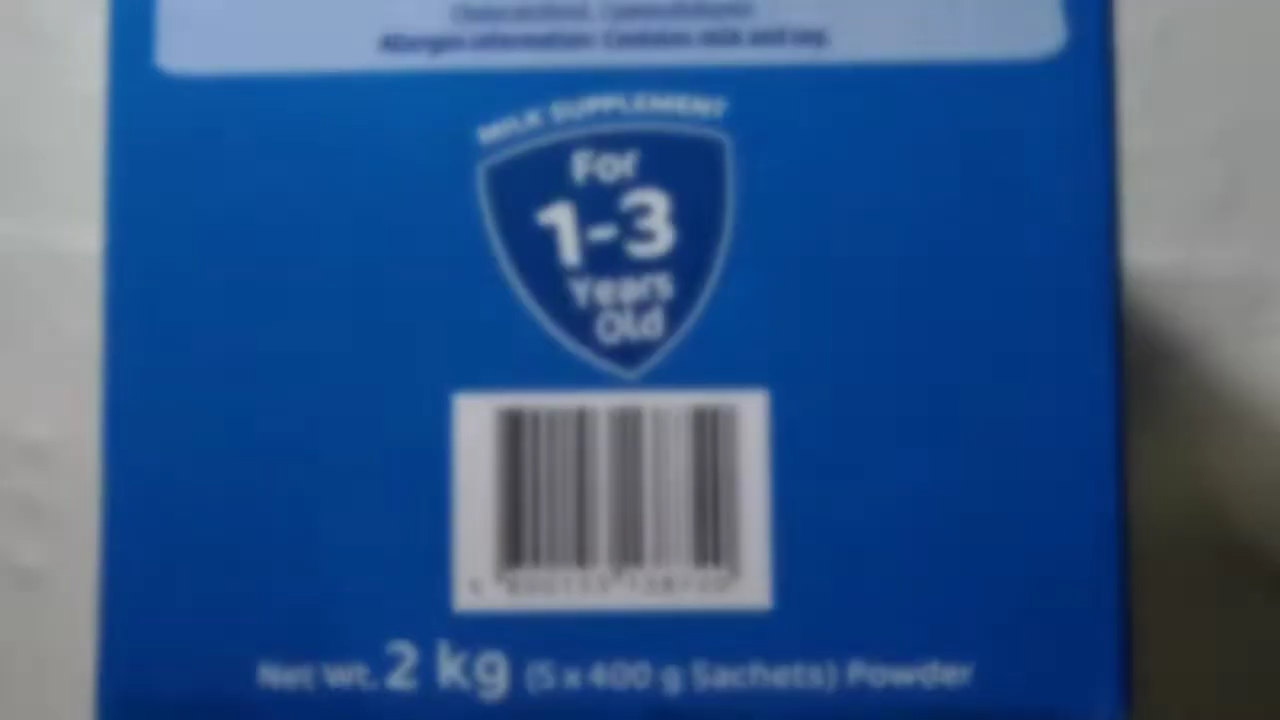 Allergen information: Contains milk and soy.
MILK SUPPLEMENT
For
1-3
Years
Old
Net Wt. 2 kg (5 x 400 g Sachets) Powder